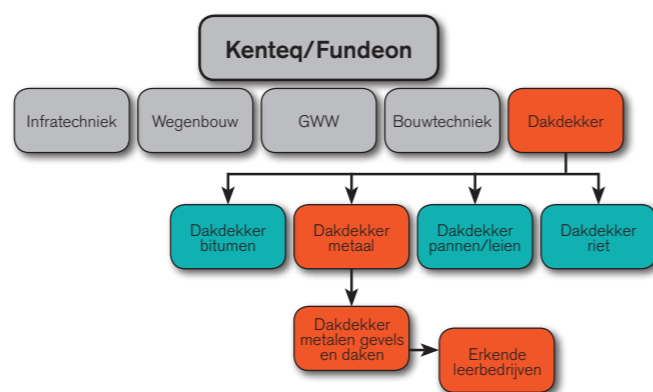 Kenteq/Fundeon
Infratechniek
Wegenbouw
GWW
Bouwtechniek
Dakdekker
Dakdekker
bitumen
Dakdekker
metaal
Dakdekker
pannen/leien
Dakdekker
riet
Dakdekker
metalen gevels
en daken
Erkende
leerbedrijven